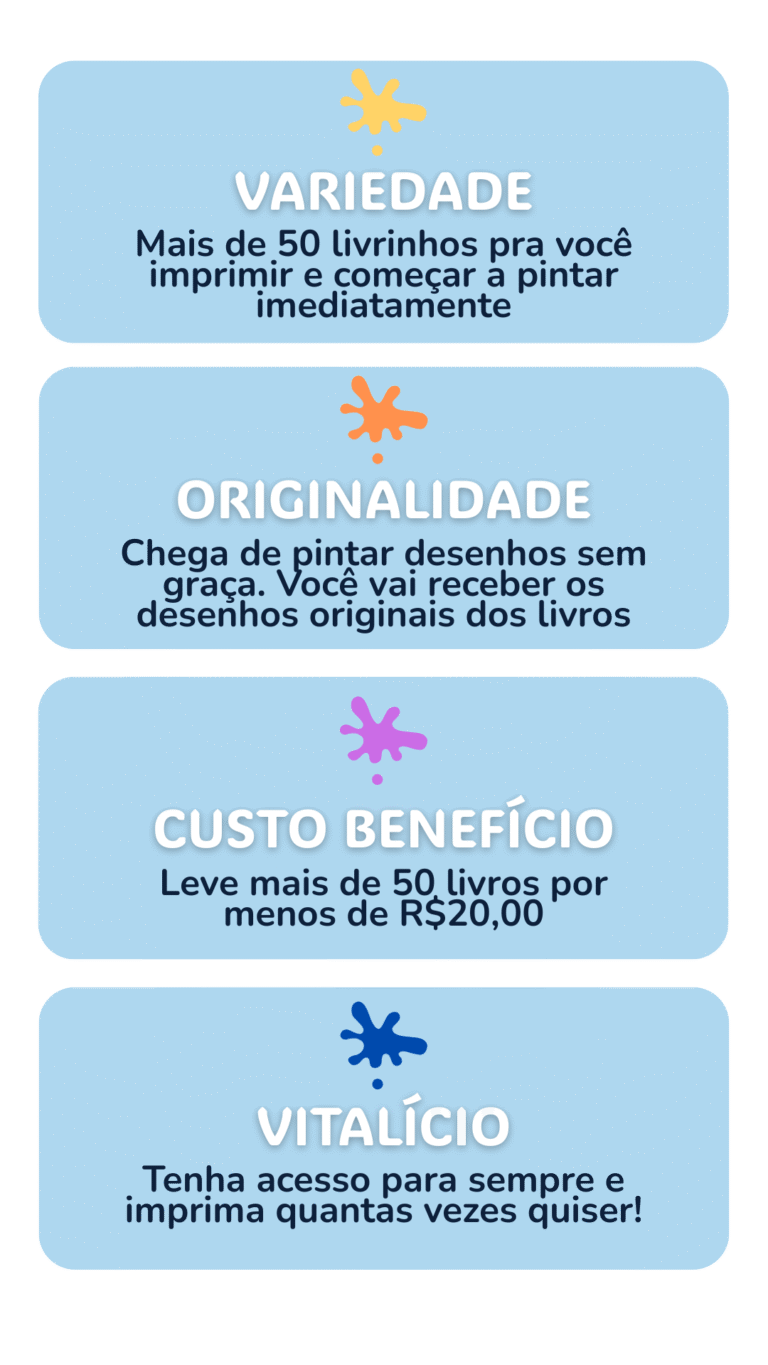 VARIEDADE
Mais de 50 livrinhos pra você
imprimir e começar a pintar
imediatamente
ORIGINALIDADE
Chega de pintar desenhos sem
graça. Você vai receber os
desenhos originais dos livros
CUSTO BENEFÍCIO
Leve mais de 50 livros por
menos de R$20,00
VITALÍCIO
Tenha acesso para sempre e
imprima quantas vezes quiser!